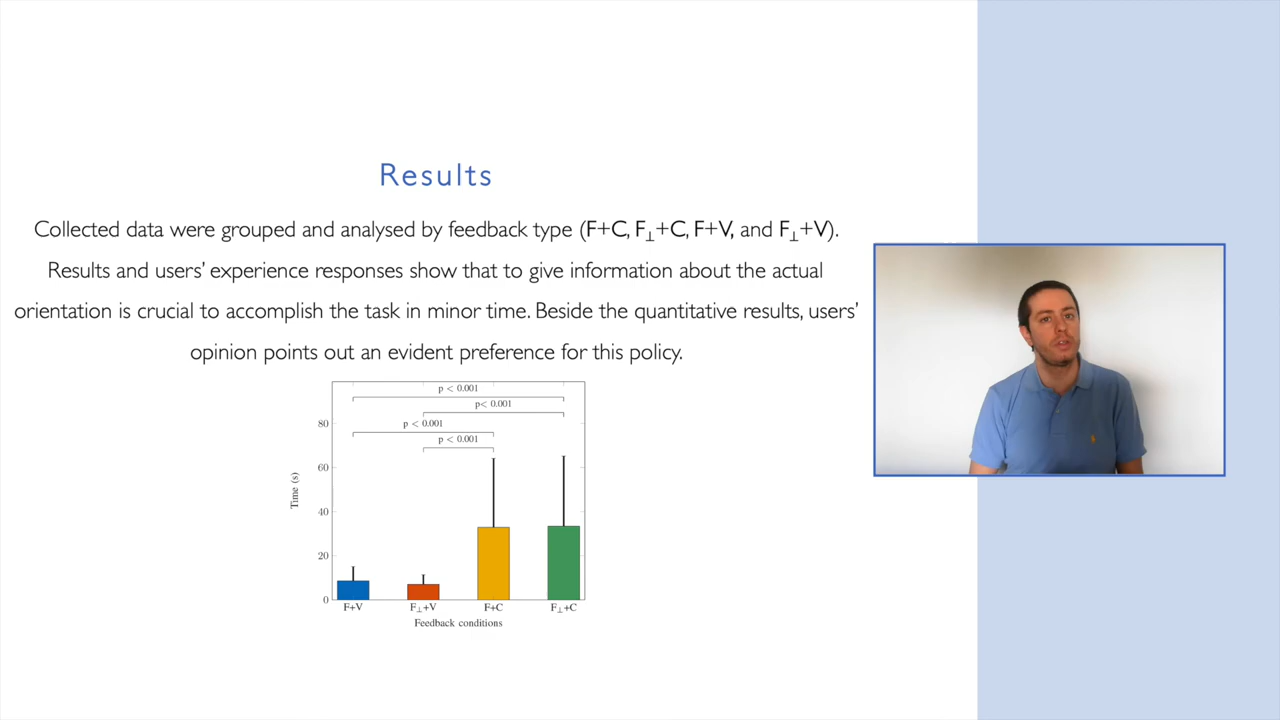 Results
Collected data were grouped and analysed by feedback type (F+C, F⊥+C, F+V, and F⊥+V).
Results and users' experience responses show that to give information about the actual
orientation is crucial to accomplish the task in minor time. Beside the quantitative results, users'
opinion points out an evident preference for this policy.
p < 0.001
p< 0.001
p < 0.001
p < 0.001
80
60
40
20
0
Time (s)
F+V F⊥+V F+C F⊥+C
Feedback conditions